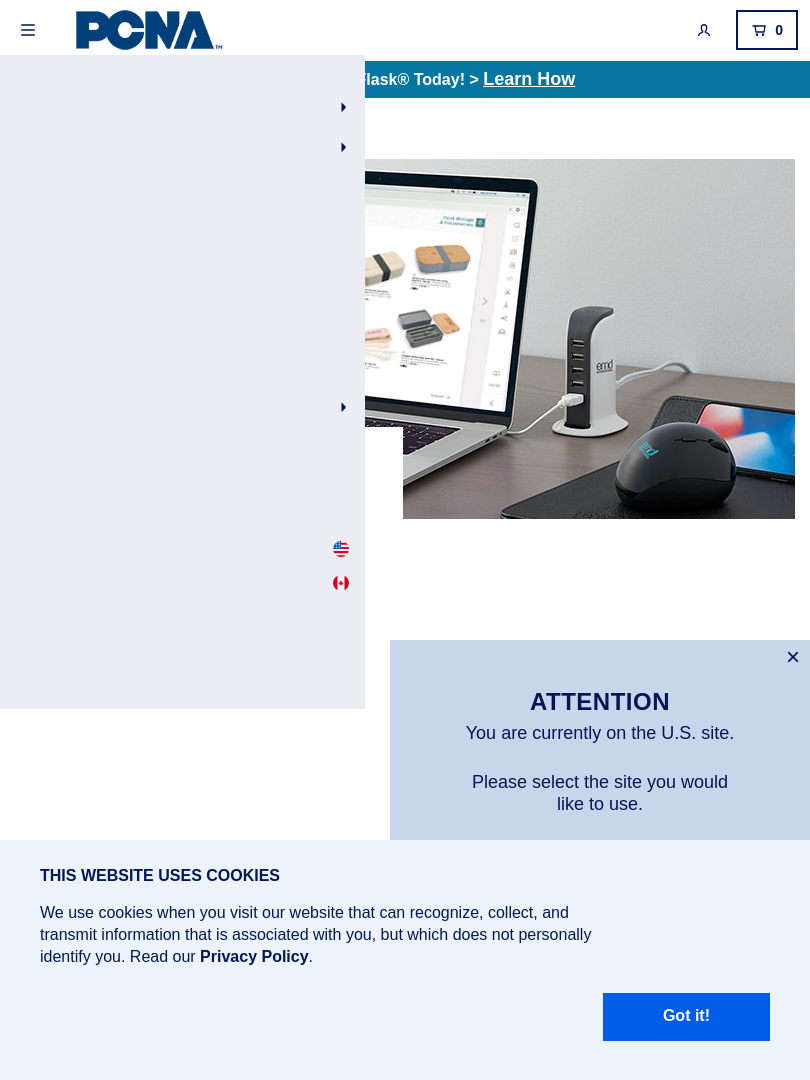 PCNA™
0
Flask® Today! > Learn How
emd
ATTENTION
You are currently on the U.S. site.
Please select the site you would
like to use.
THIS WEBSITE USES COOKIES
We use cookies when you visit our website that can recognize, collect, and
transmit information that is associated with you, but which does not personally
identify you. Read our Privacy Policy.
Got it!